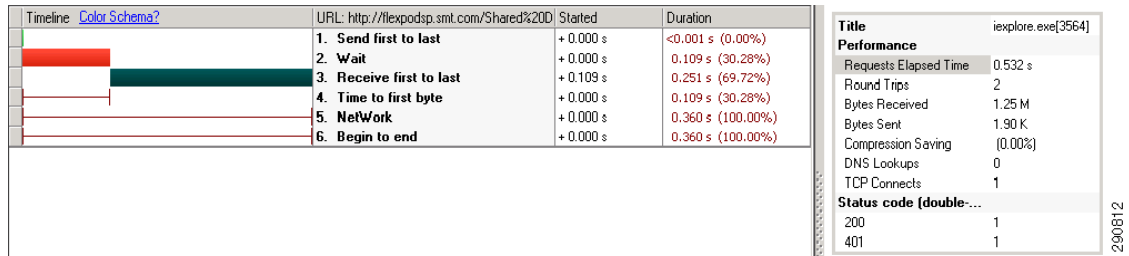 Timeline Color Schema? URL: http://flexpodsp.smt.com/Shared%20D Started Duration
1. Send first to last + 0.000 s <0.001 s (0.00%)
2. Wait + 0.000 s 0.109 s (30.28%)
3. Receive first to last + 0.109 s 0.251 s (69.72%)
4. Time to first byte + 0.000 s 0.109 s (30.28%)
5. NetWork + 0.000 s 0.360 s (100.00%)
6. Begin to end + 0.000 s 0.360 s (100.00%)
Title iexplore.exe[3564]
Performance
Requests Elapsed Time 0.532 s
Round Trips 2
Bytes Received 1.25 M
Bytes Sent 1.90 K
Compression Saving (0.00%)
DNS Lookups 0
TCP Connects 1
Status code (double-...
200 1
401 1
290812